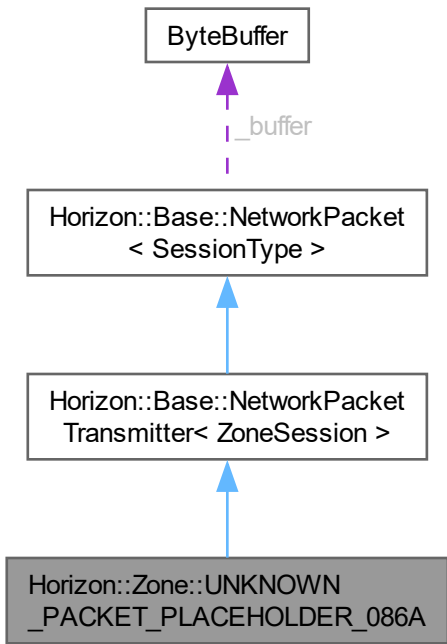 ByteBuffer
_buffer
Horizon::Base::NetworkPacket
< SessionType >
Horizon::Base::NetworkPacket
Transmitter< ZoneSession >
Horizon::Zone::UNKNOWN
_PACKET_PLACEHOLDER_086A